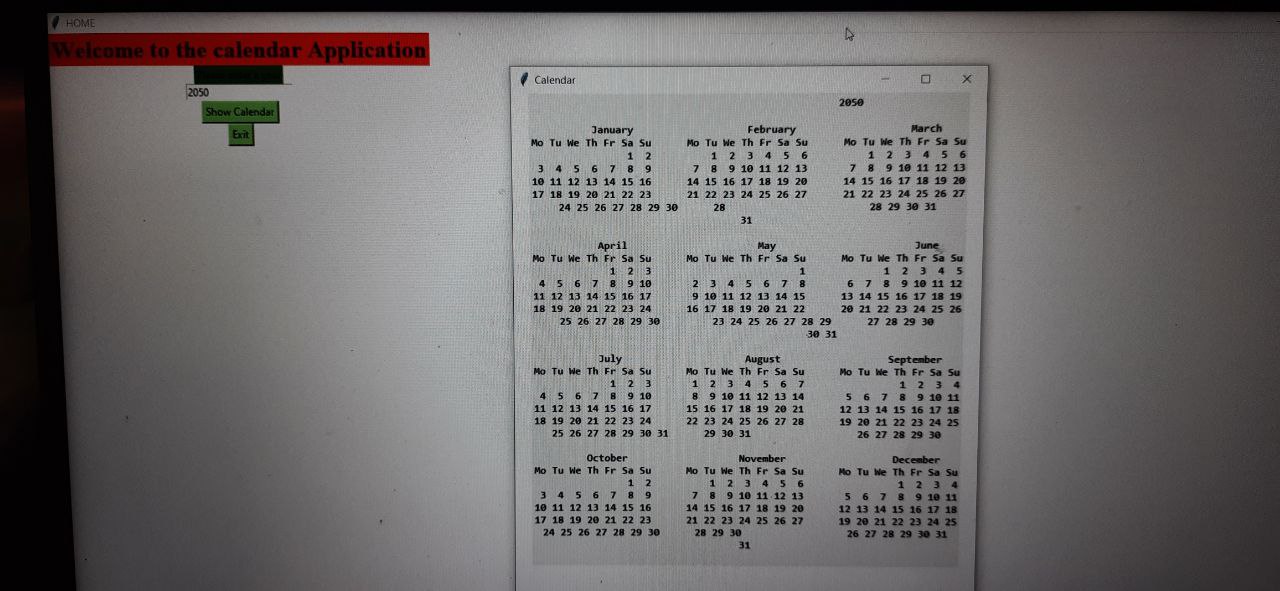 HOME
Welcome to the calendar Application
2050
Show Calendar
Exit
Calendar
2050
January February March
Mo Tu We Th Fr Sa Su Mo Tu We Th Fr Sa Su Mo Tu We Th Fr Sa Su
1 2 1 2 3 4 5 6 1 2 3 4 5 6
3 4 5 6 7 8 9 7 8 9 10 11 12 13 7 8 9 10 11 12 13
10 11 12 13 14 15 16 14 15 16 17 18 19 20 14 15 16 17 18 19 20
17 18 19 20 21 22 23 21 22 23 24 25 26 27 21 22 23 24 25 26 27
24 25 26 27 28 29 30 28 28 29 30 31
31
April May June
Mo Tu We Th Fr Sa Su Mo Tu We Th Fr Sa Su Mo Tu We Th Fr Sa Su
1 2 3 1 1 2 3 4 5
4 5 6 7 8 9 10 2 3 4 5 6 7 8 6 7 8 9 10 11 12
11 12 13 14 15 16 17 9 10 11 12 13 14 15 13 14 15 16 17 18 19
18 19 20 21 22 23 24 16 17 18 19 20 21 22 20 21 22 23 24 25 26
25 26 27 28 29 30 23 24 25 26 27 28 29 27 28 29 30
30 31
July August September
Mo Tu We Th Fr Sa Su Mo Tu We Th Fr Sa Su Mo Tu We Th Fr Sa Su
1 2 3 1 2 3 4 5 6 7 1 2 3 4
4 5 6 7 8 9 10 8 9 10 11 12 13 14 5 6 7 8 9 10 11
11 12 13 14 15 16 17 15 16 17 18 19 20 21 12 13 14 15 16 17 18
18 19 20 21 22 23 24 22 23 24 25 26 27 28 19 20 21 22 23 24 25
25 26 27 28 29 30 31 29 30 31 26 27 28 29 30
October November December
Mo Tu We Th Fr Sa Su Mo Tu We Th Fr Sa Su Mo Tu We Th Fr Sa Su
1 2 1 2 3 4 5 6 1 2 3 4
3 4 5 6 7 8 9 7 8 9 10 11 12 13 5 6 7 8 9 10 11
10 11 12 13 14 15 16 14 15 16 17 18 19 20 12 13 14 15 16 17 18
17 18 19 20 21 22 23 21 22 23 24 25 26 27 19 20 21 22 23 24 25
24 25 26 27 28 29 30 28 29 30 26 27 28 29 30 31
31